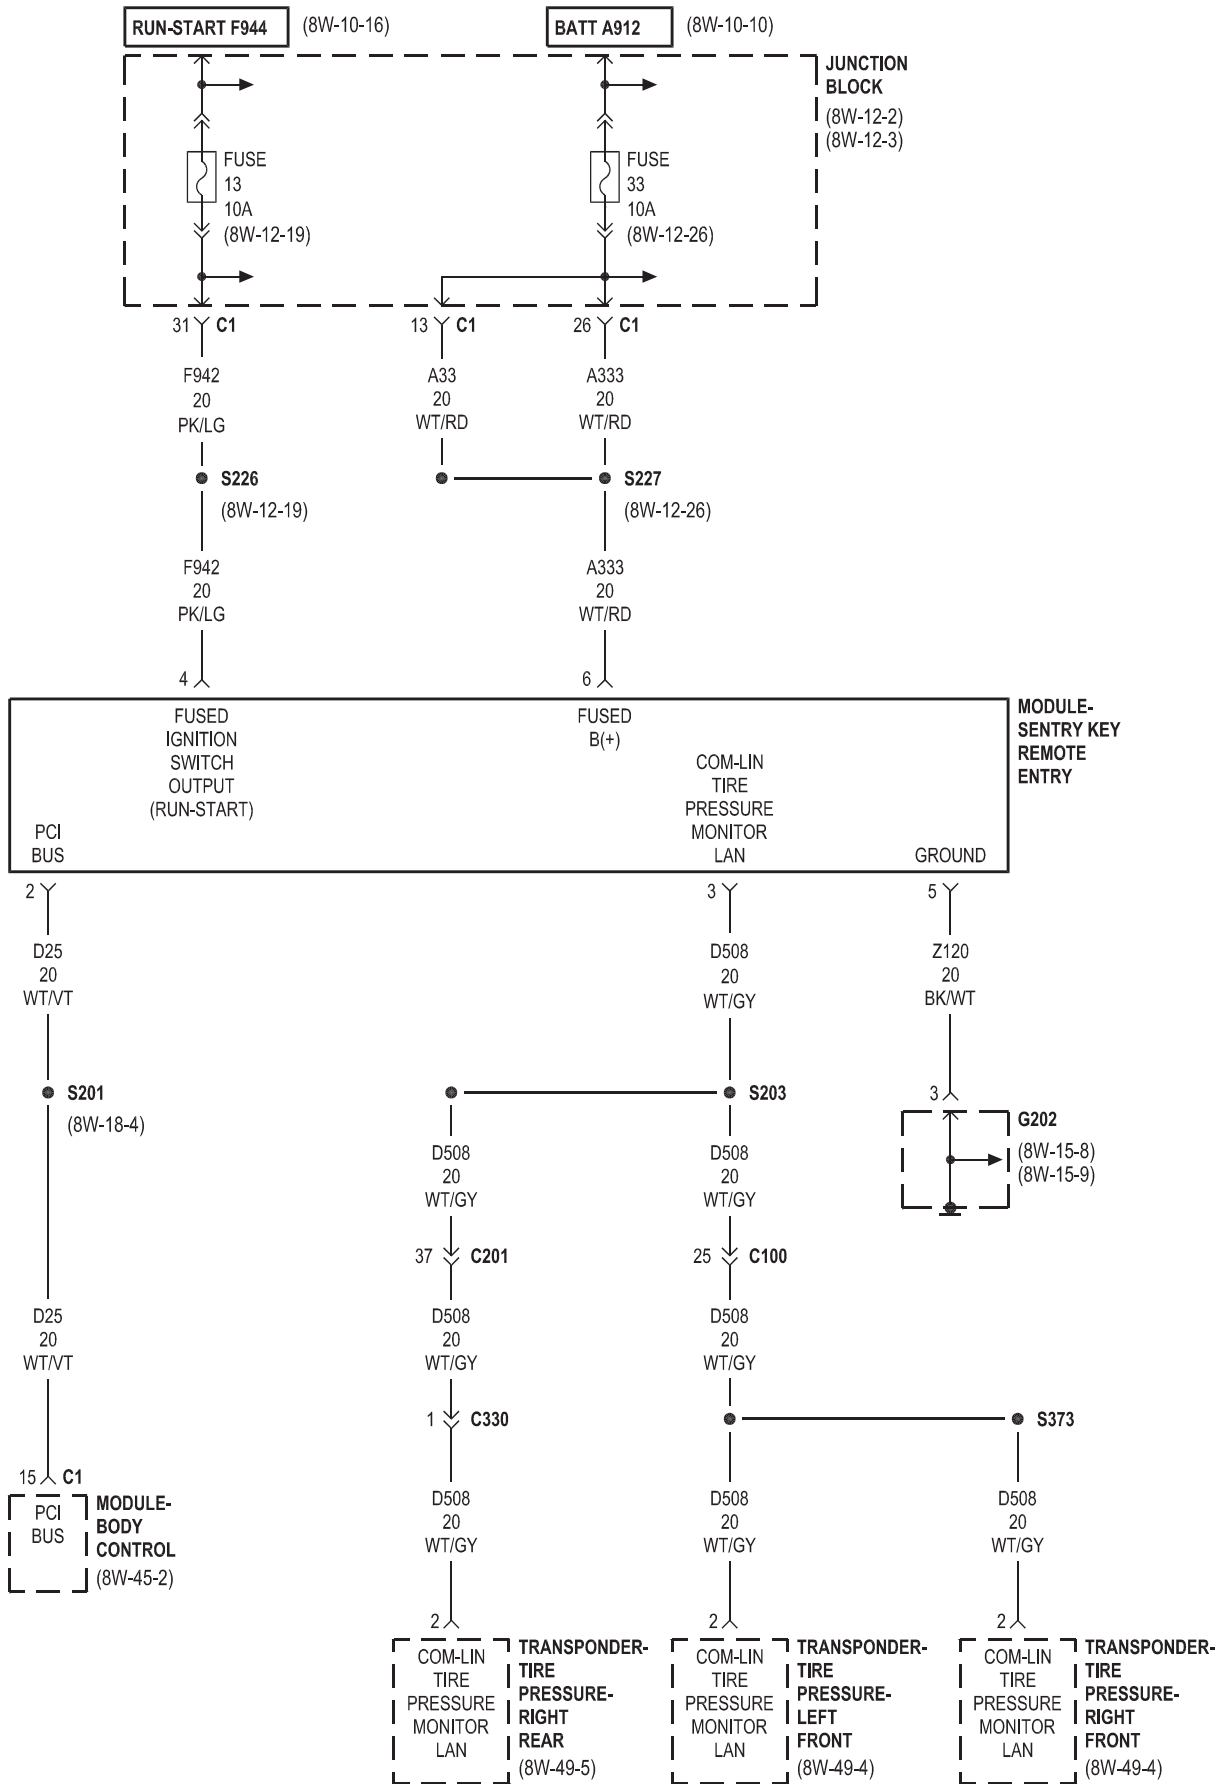 RUN-START F944 (8W-10-16)
BATT A912 (8W-10-10)
JUNCTION
BLOCK
(8W-12-2)
(8W-12-3)
FUSE
13
10A
(8W-12-19)
FUSE
33
10A
(8W-12-26)
31 C1
13 C1
26 C1
F942
20
PK/LG
A33
20
WT/RD
A333
20
WT/RD
S226
(8W-12-19)
S227
(8W-12-26)
F942
20
PK/LG
A333
20
WT/RD
4
6
FUSED
IGNITION
SWITCH
OUTPUT
(RUN-START)
FUSED
B(+)
COM-LIN
TIRE
PRESSURE
MONITOR
LAN
PCI
BUS
GROUND
MODULE-
SENTRY KEY
REMOTE
ENTRY
2
3
5
D25
20
WT/VT
D508
20
WT/GY
Z120
20
BK/WT
S201
(8W-18-4)
S203
3
G202
(8W-15-8)
(8W-15-9)
D508
20
WT/GY
D508
20
WT/GY
37 C201
25 C100
D25
20
WT/VT
D508
20
WT/GY
D508
20
WT/GY
1 C330
S373
15 C1
PCI
BUS
MODULE-
BODY
CONTROL
(8W-45-2)
D508
20
WT/GY
D508
20
WT/GY
D508
20
WT/GY
2
2
2
COM-LIN
TIRE
PRESSURE
MONITOR
LAN
TRANSPONDER-
TIRE
PRESSURE-
RIGHT
REAR
(8W-49-5)
COM-LIN
TIRE
PRESSURE
MONITOR
LAN
TRANSPONDER-
TIRE
PRESSURE-
LEFT
FRONT
(8W-49-4)
COM-LIN
TIRE
PRESSURE
MONITOR
LAN
TRANSPONDER-
TIRE
PRESSURE-
RIGHT
FRONT
(8W-49-4)